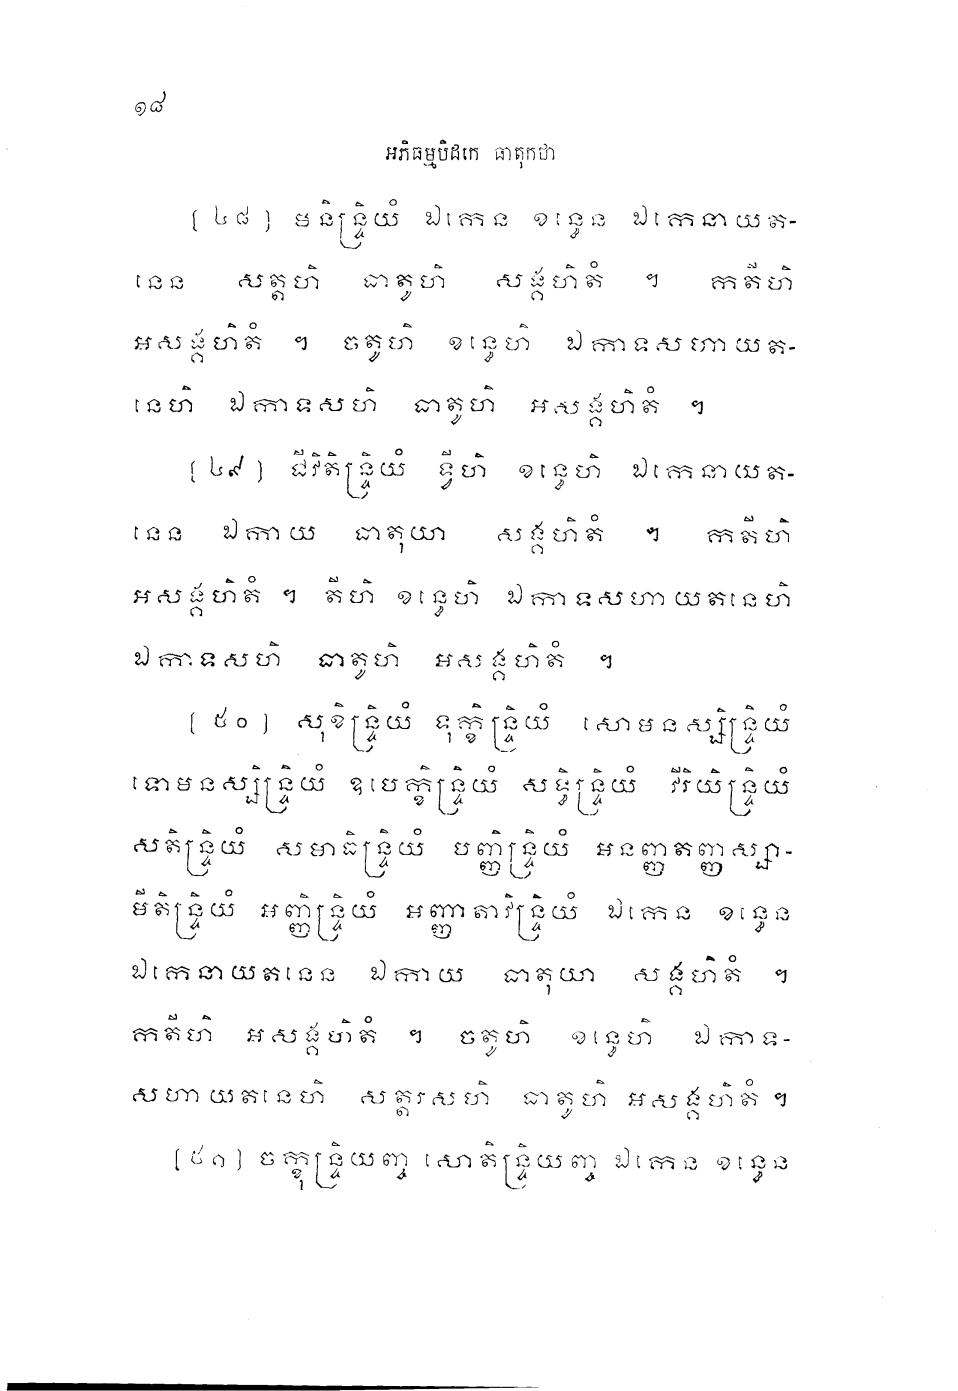 ១៨
អភិធម្មបិដកេ ធាតុកថា
[៤៨] មនិន្ទ្រិយំ ឯកេន ខន្ធេន ឯកេនាយត-
នេន សត្តហិ ធាតូហិ សង្គហិតំ ។ កតីហិ
អសង្គហិតំ ។ ចតូហិ ខន្ធេហិ ឯកាទសហាយត-
នេហិ ឯកាទសហិ ធាតូហិ អសង្គហិតំ ។
[៤៩] ជីវិតិន្ទ្រិយំ ទ្វីហិ ខន្ធេហិ ឯកេនាយត-
នេន ឯកាយ ធាតុយា សង្គហិតំ ។ កតីហិ
អសង្គហិតំ ។ តីហិ ខន្ធេហិ ឯកាទសហាយតនេហិ
ឯកាទសហិ ធាតូហិ អសង្គហិតំ ។
[៥០] សុខិន្ទ្រិយំ ទុក្ខិន្ទ្រិយំ សោមនស្សិន្ទ្រិយំ
ទោមនស្សិន្ទ្រិយំ ឧបេក្ខិន្ទ្រិយំ សទ្ធិន្ទ្រិយំ វីរិយិន្ទ្រិយំ
សតិន្ទ្រិយំ សមាធិន្ទ្រិយំ បញ្ញិន្ទ្រិយំ អនញ្ញតញ្ញស្សា-
មីតិន្ទ្រិយំ អញ្ញិន្ទ្រិយំ អញ្ញាតាវិន្ទ្រិយំ ឯកេន ខន្ធេន
ឯកេនាយតនេន ឯកាយ ធាតុយា សង្គហិតំ ។
កតីហិ អសង្គហិតំ ។ ចតូហិ ខន្ធេហិ ឯកាទ-
សហាយតនេហិ សត្តរសហិ ធាតូហិ អសង្គហិតំ ។
[៥១] ចក្ខុន្ទ្រិយញ្ច សោតិន្ទ្រិយញ្ច ឯកេន ខន្ធេន